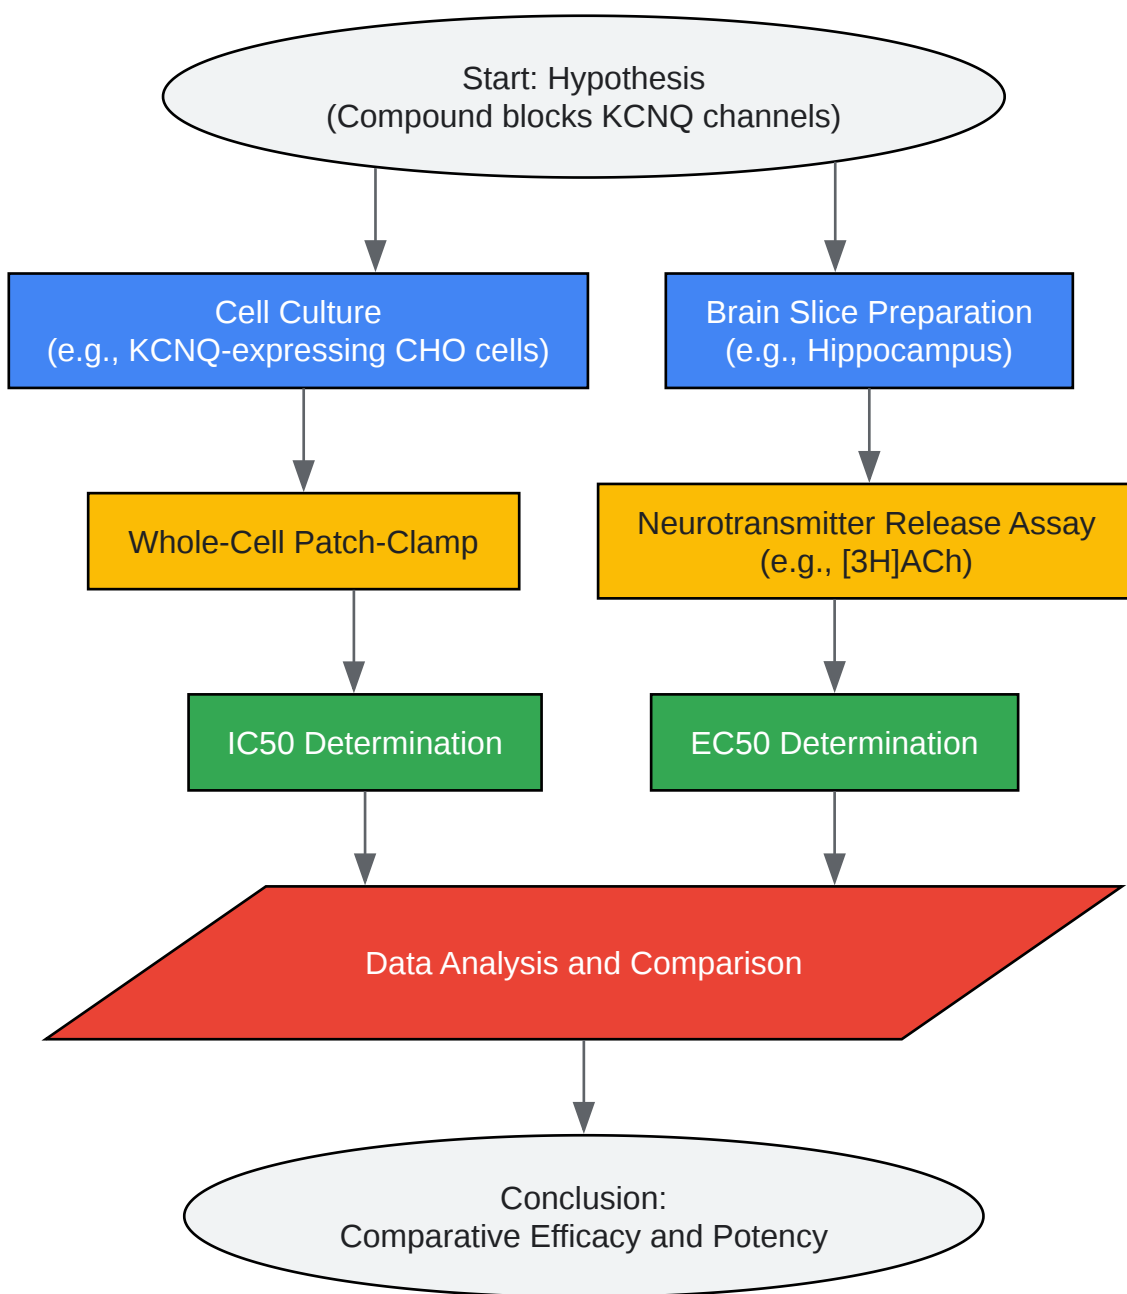 Start: Hypothesis
(Compound blocks KCNQ channels)
Cell Culture
(e.g., KCNQ-expressing CHO cells)
Brain Slice Preparation
(e.g., Hippocampus)
Whole-Cell Patch-Clamp
Neurotransmitter Release Assay
(e.g., [3H]ACh)
IC50 Determination
EC50 Determination
Data Analysis and Comparison
Conclusion:
Comparative Efficacy and Potency